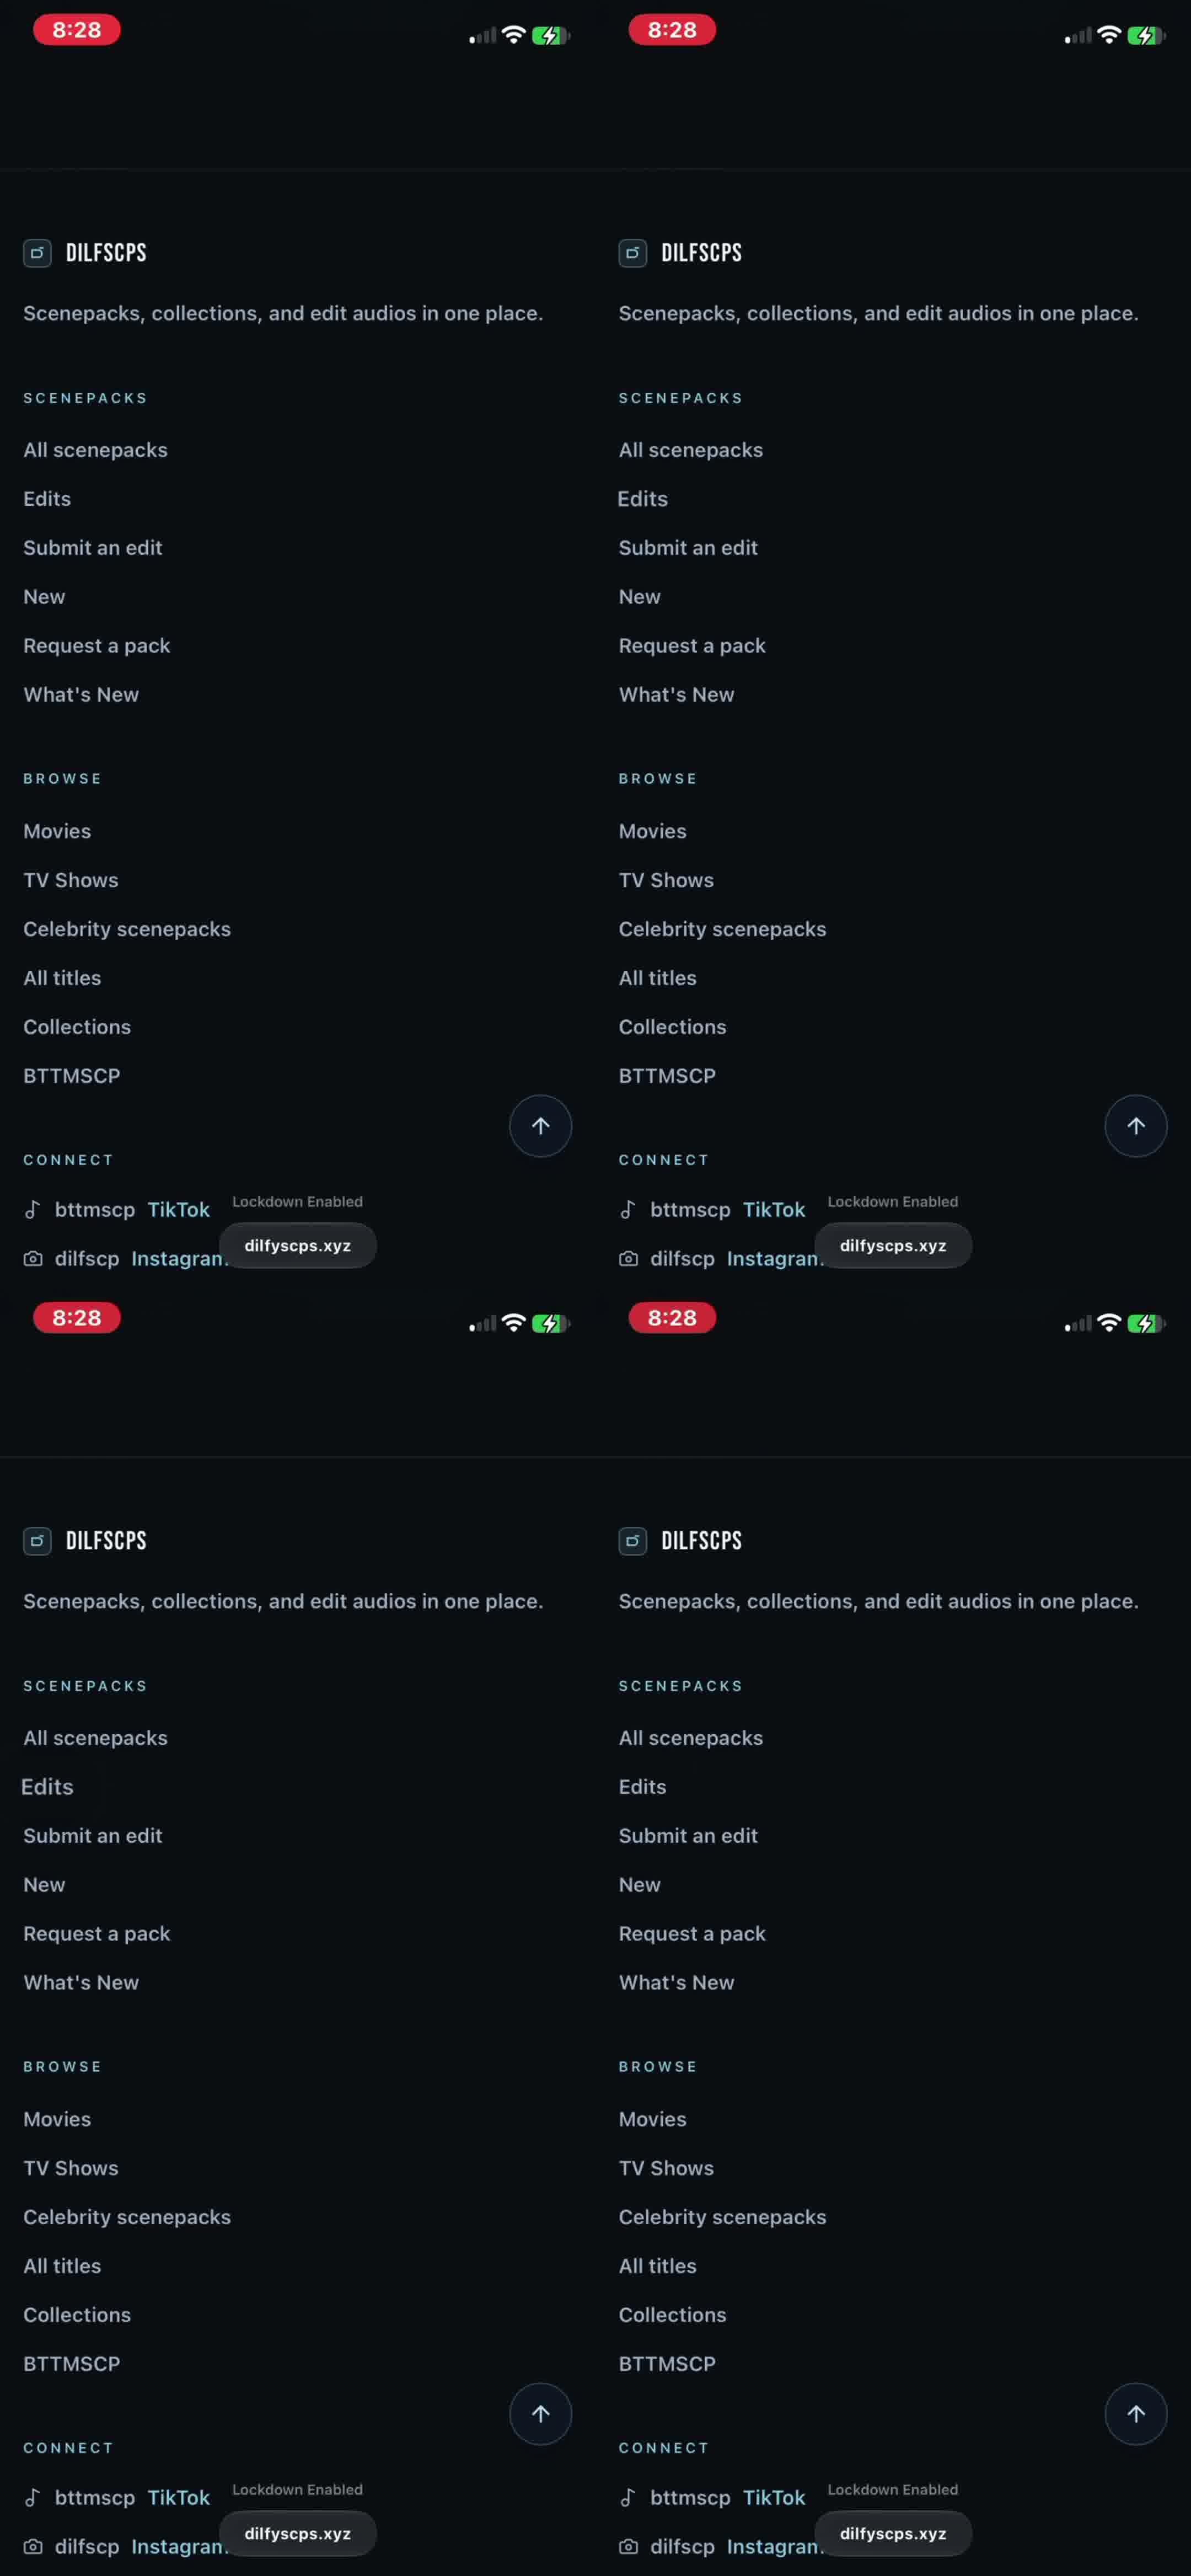 8:28
DILFSCPS
Scenepacks, collections, and edit audios in one place.
SCENEPACKS
All scenepacks
Edits
Submit an edit
New
Request a pack
What's New
BROWSE
Movies
TV Shows
Celebrity scenepacks
All titles
Collections
BTTMSCP
CONNECT
bttmscp TikTok
Lockdown Enabled
dilfscp Instagram
dilfyscps.xyz
8:28
DILFSCPS
Scenepacks, collections, and edit audios in one place.
SCENEPACKS
All scenepacks
Edits
Submit an edit
New
Request a pack
What's New
BROWSE
Movies
TV Shows
Celebrity scenepacks
All titles
Collections
BTTMSCP
CONNECT
bttmscp TikTok
Lockdown Enabled
dilfscp Instagram
dilfyscps.xyz
8:28
DILFSCPS
Scenepacks, collections, and edit audios in one place.
SCENEPACKS
All scenepacks
Edits
Submit an edit
New
Request a pack
What's New
BROWSE
Movies
TV Shows
Celebrity scenepacks
All titles
Collections
BTTMSCP
CONNECT
bttmscp TikTok
Lockdown Enabled
dilfscp Instagram
dilfyscps.xyz
8:28
DILFSCPS
Scenepacks, collections, and edit audios in one place.
SCENEPACKS
All scenepacks
Edits
Submit an edit
New
Request a pack
What's New
BROWSE
Movies
TV Shows
Celebrity scenepacks
All titles
Collections
BTTMSCP
CONNECT
bttmscp TikTok
Lockdown Enabled
dilfscp Instagram
dilfyscps.xyz